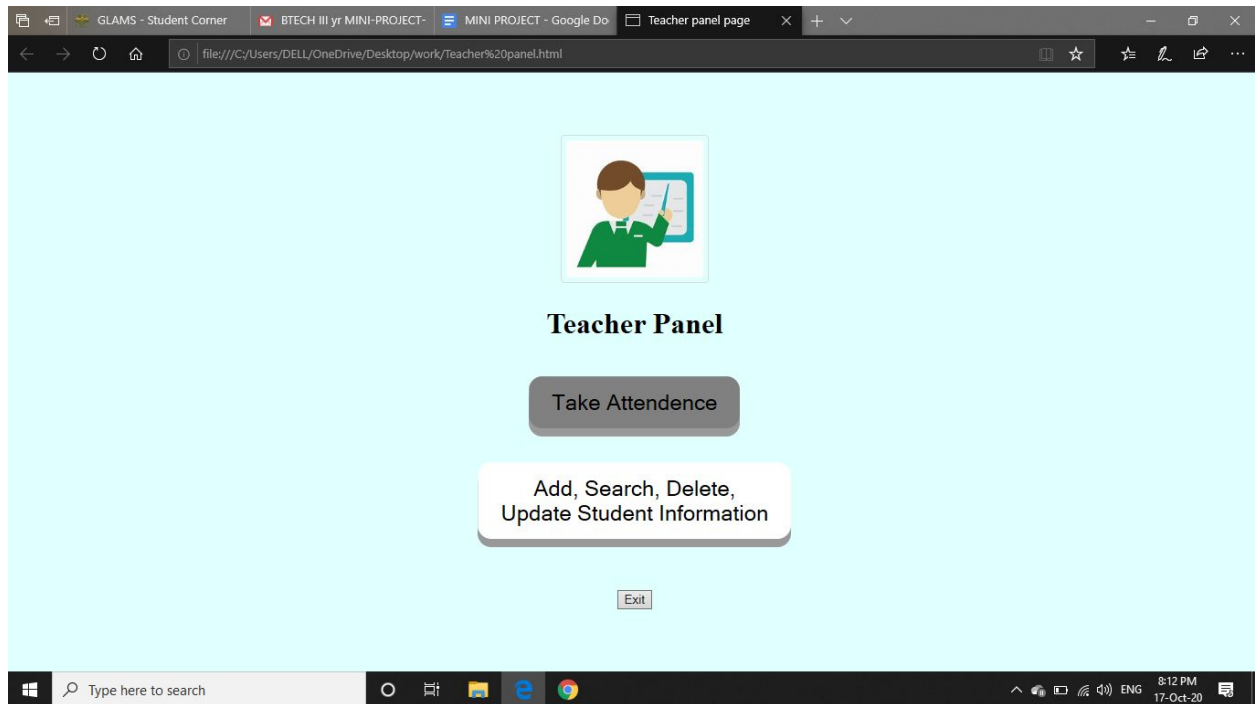 GLAMS - Student Corner
BTECH III yr MINI-PROJECT-
MINI PROJECT - Google Do
Teacher panel page
file:///C:/Users/DELL/OneDrive/Desktop/work/Teacher%20panel.html
Teacher Panel
Take Attendence
Add, Search, Delete,
Update Student Information
Exit
Type here to search
ENG
8:12 PM
17-Oct-20